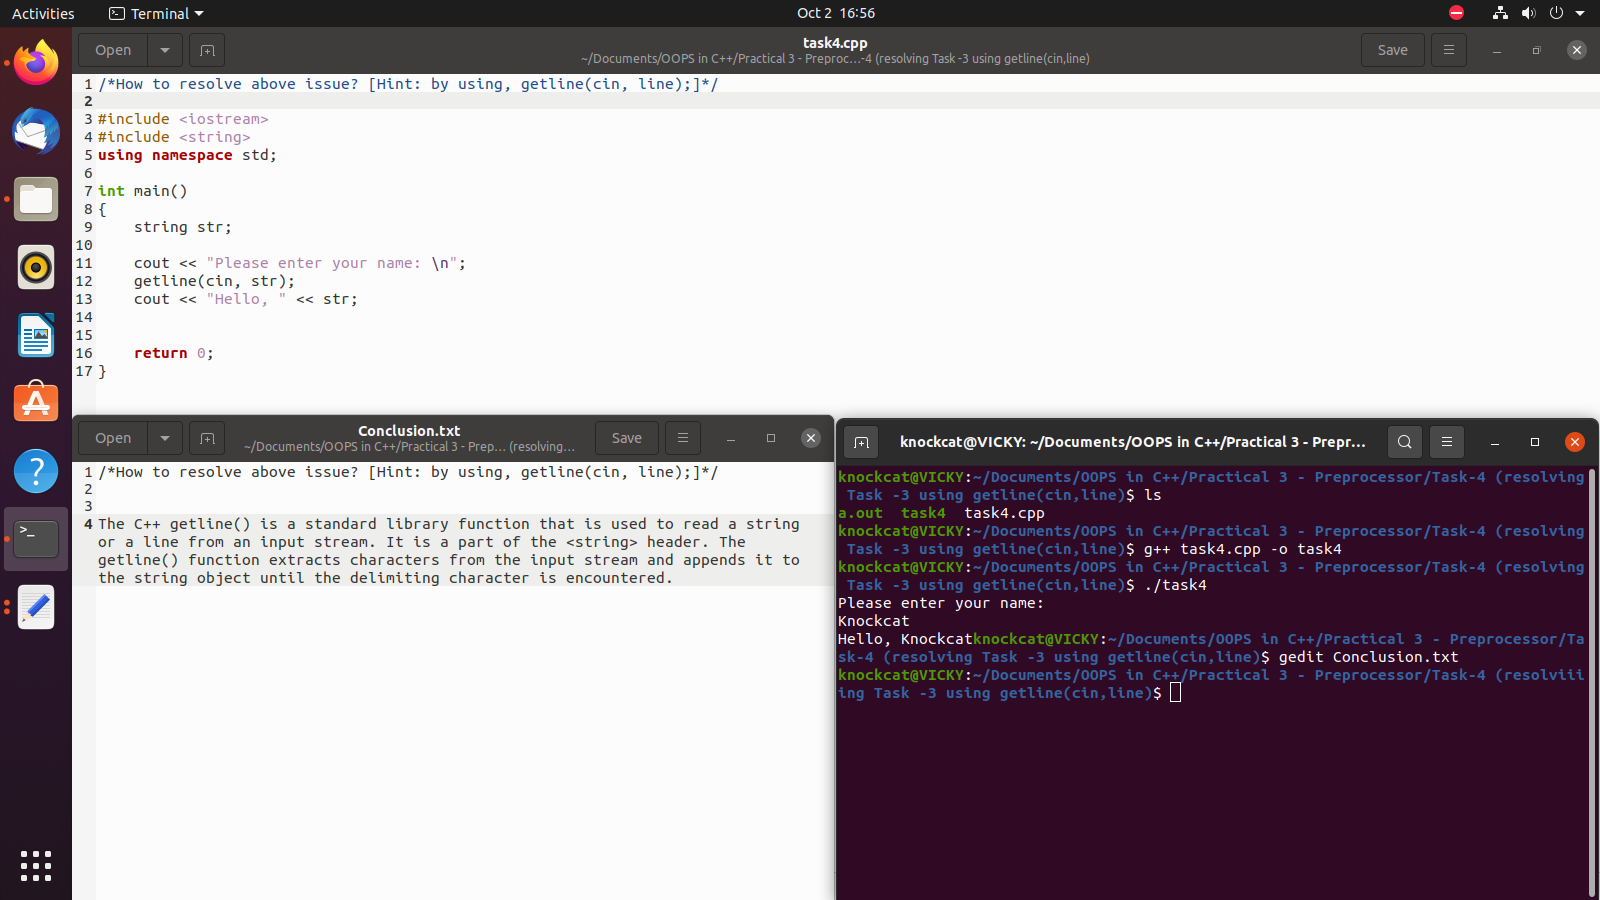 Activities
Terminal
Oct 2 16:56
Open
task4.cpp
~/Documents/OOPS in C++/Practical 3 - Preproc...-4 (resolving Task -3 using getline(cin,line)
Save
1 /*How to resolve above issue? [Hint: by using, getline(cin, line);]*/
2
3 #include <iostream>
4 #include <string>
5 using namespace std;
6
7 int main()
8 {
9 string str;
10
11 cout << "Please enter your name: \n";
12 getline(cin, str);
13 cout << "Hello, " << str;
14
15
16 return 0;
17 }
Open
Conclusion.txt
~/Documents/OOPS in C++/Practical 3 - Prep... (resolving...
Save
1 /*How to resolve above issue? [Hint: by using, getline(cin, line);]*/
2
3
4 The C++ getline() is a standard library function that is used to read a string
or a line from an input stream. It is a part of the <string> header. The
getline() function extracts characters from the input stream and appends it to
the string object until the delimiting character is encountered.
knockcat@VICKY: ~/Documents/OOPS in C++/Practical 3 - Prepr...
knockcat@VICKY:~/Documents/OOPS in C++/Practical 3 - Preprocessor/Task-4 (resolving
Task -3 using getline(cin,line)$ ls
a.out task4 task4.cpp
knockcat@VICKY:~/Documents/OOPS in C++/Practical 3 - Preprocessor/Task-4 (resolving
Task -3 using getline(cin,line)$ g++ task4.cpp -o task4
knockcat@VICKY:~/Documents/OOPS in C++/Practical 3 - Preprocessor/Task-4 (resolving
Task -3 using getline(cin,line)$ ./task4
Please enter your name:
Knockcat
Hello, Knockcatknockcat@VICKY:~/Documents/OOPS in C++/Practical 3 - Preprocessor/Ta
sk-4 (resolving Task -3 using getline(cin,line)$ gedit Conclusion.txt
knockcat@VICKY:~/Documents/OOPS in C++/Practical 3 - Preprocessor/Task-4 (resolviii
ing Task -3 using getline(cin,line)$